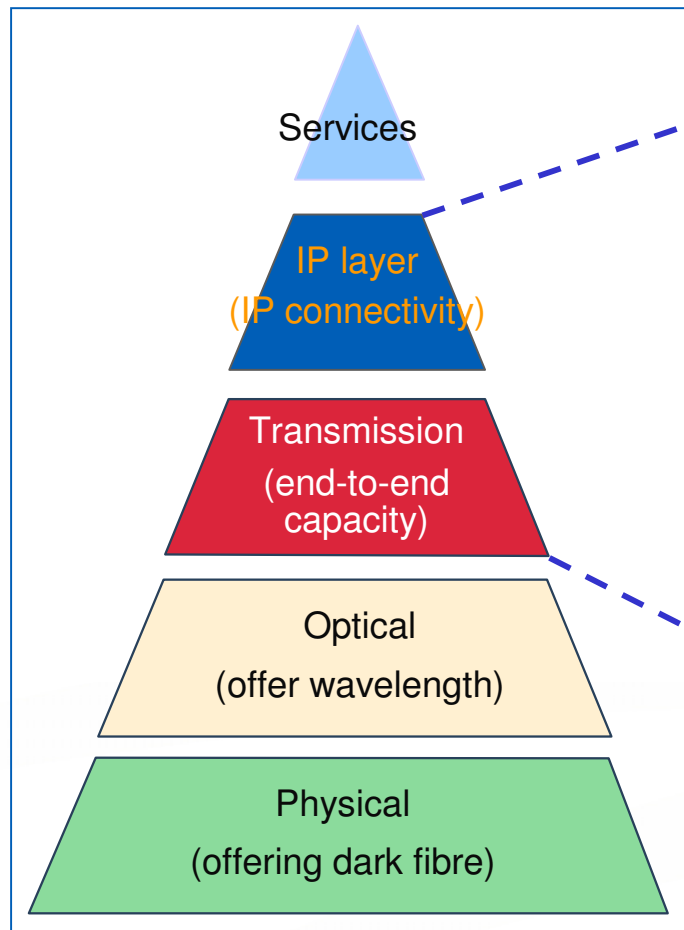 Services
IP layer
(IP connectivity)
Transmission
(end-to-end
capacity)
Optical
(offer wavelength)
Physical
(offering dark fibre)